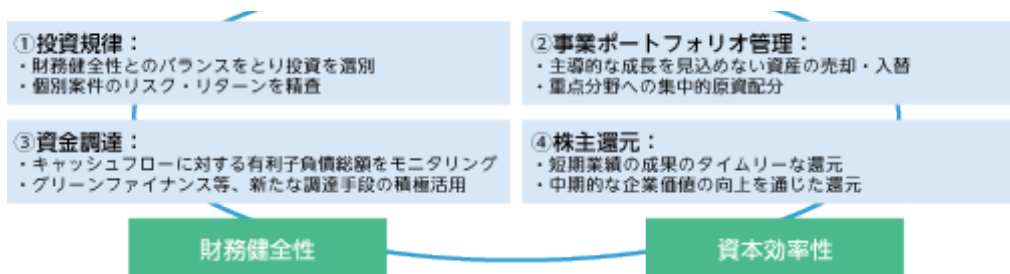 ①投資規律：
・財務健全性とのバランスをとり投資を選別
・個別案件のリスク・リターンを精査
②事業ポートフォリオ管理：
・主導的な成長を見込めない資産の売却・入替
・重点分野への集中的原資配分
③資金調達：
・キャッシュフローに対する有利子負債総額をモニタリング
・グリーンファイナンス等、新たな調達手段の積極活用
④株主還元：
・短期業績の成果のタイムリーな還元
・中期的な企業価値の向上を通じた還元
財務健全性
資本効率性